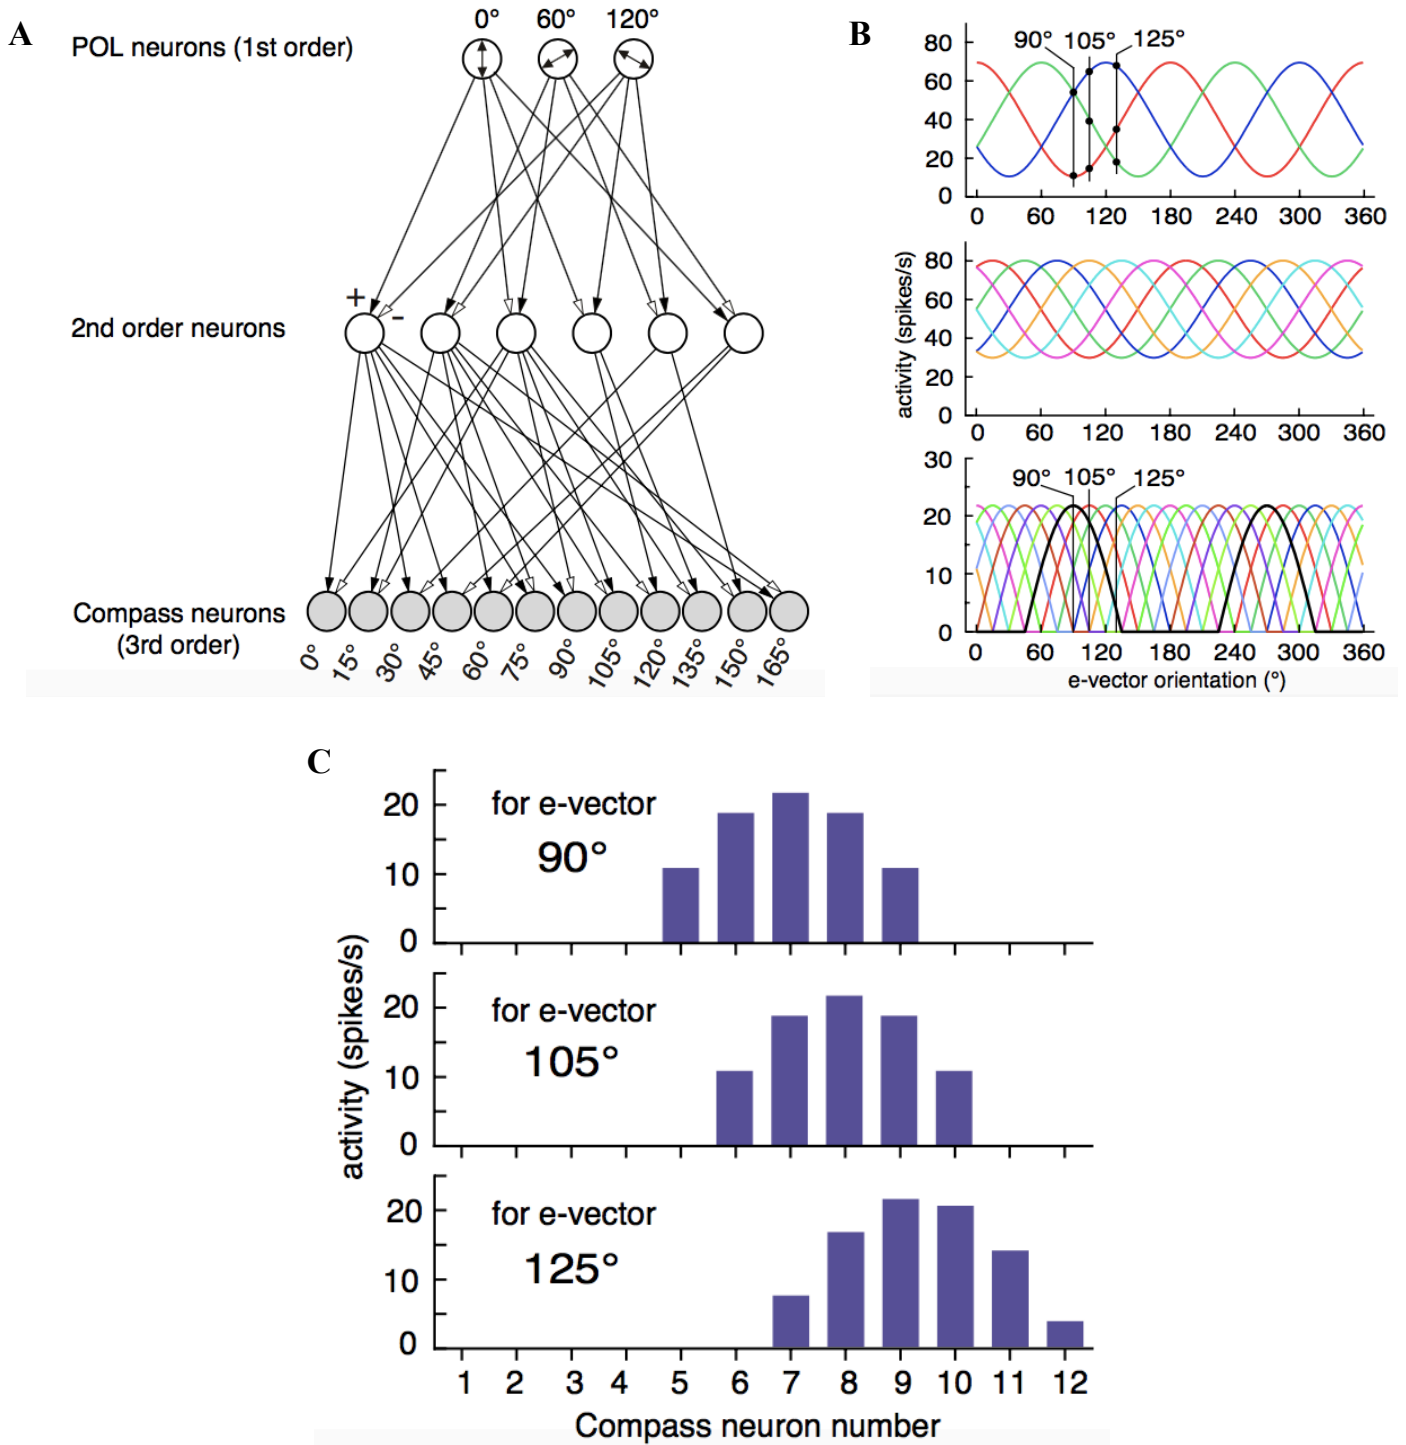 A
POL neurons (1st order)
0° 60° 120°
+
-
2nd order neurons
Compass neurons
(3rd order)
0° 15° 30° 45° 60° 75° 90° 105° 120° 135° 150° 165°
B
90° 105° 125°
80
60
40
20
0
0 60 120 180 240 300 360
activity (spikes/s)
80
60
40
20
0
0 60 120 180 240 300 360
90° 105° 125°
30
20
10
0
0 60 120 180 240 300 360
e-vector orientation (°)
C
activity (spikes/s)
for e-vector
90°
20
10
0
for e-vector
105°
20
10
0
for e-vector
125°
20
10
0
1 2 3 4 5 6 7 8 9 10 11 12
Compass neuron number